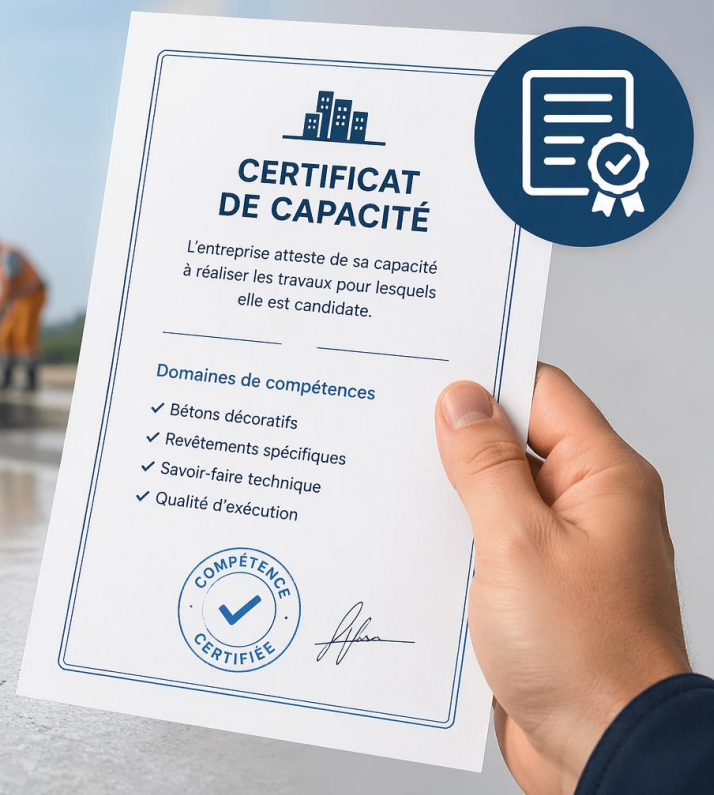 CERTIFICAT
DE CAPACITÉ
L'entreprise atteste de sa capacité
à réaliser les travaux pour lesquels
elle est candidate.
Domaines de compétences
✓ Bétons décoratifs
✓ Revêtements spécifiques
✓ Savoir-faire technique
✓ Qualité d'exécution
COMPÉTENCE
CERTIFIÉE